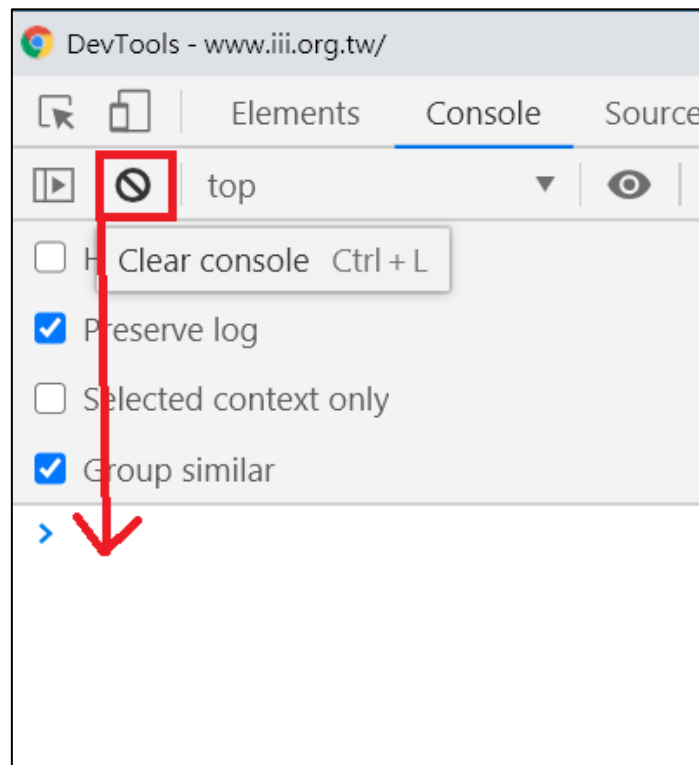 DevTools - www.iii.org.tw/
Elements Console Source
top
Clear console Ctrl + L
Preserve log
Selected context only
Group similar